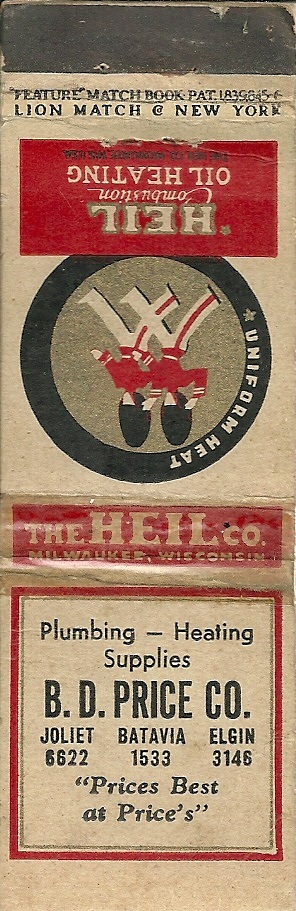 "FEATURE" MATCH BOOK PAT. 1839845-6
LION MATCH @ NEW YORK
HEIL
Combustion
OIL HEATING
★ UNIFORM HEAT
THE HEIL CO.
MILWAUKEE, WISCONSIN
Plumbing – Heating
Supplies
B. D. PRICE CO.
JOLIET BATAVIA ELGIN
6622 1533 3146
"Prices Best
at Price's"